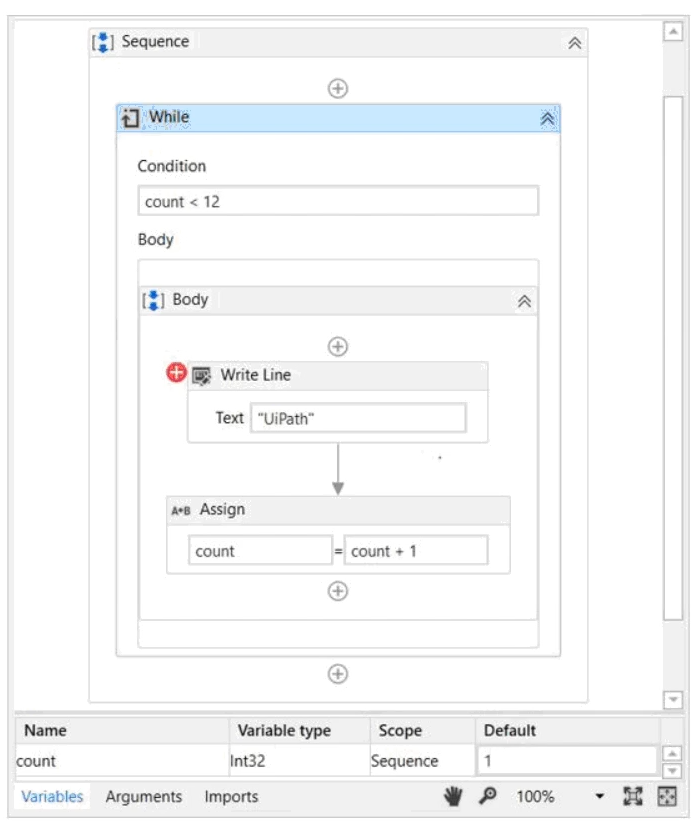 Sequence
While
Condition
count < 12
Body
Body
Write Line
Text "UiPath"
A*B Assign
count = count + 1
Name Variable type Scope Default
count Int32 Sequence 1
Variables Arguments Imports 100%